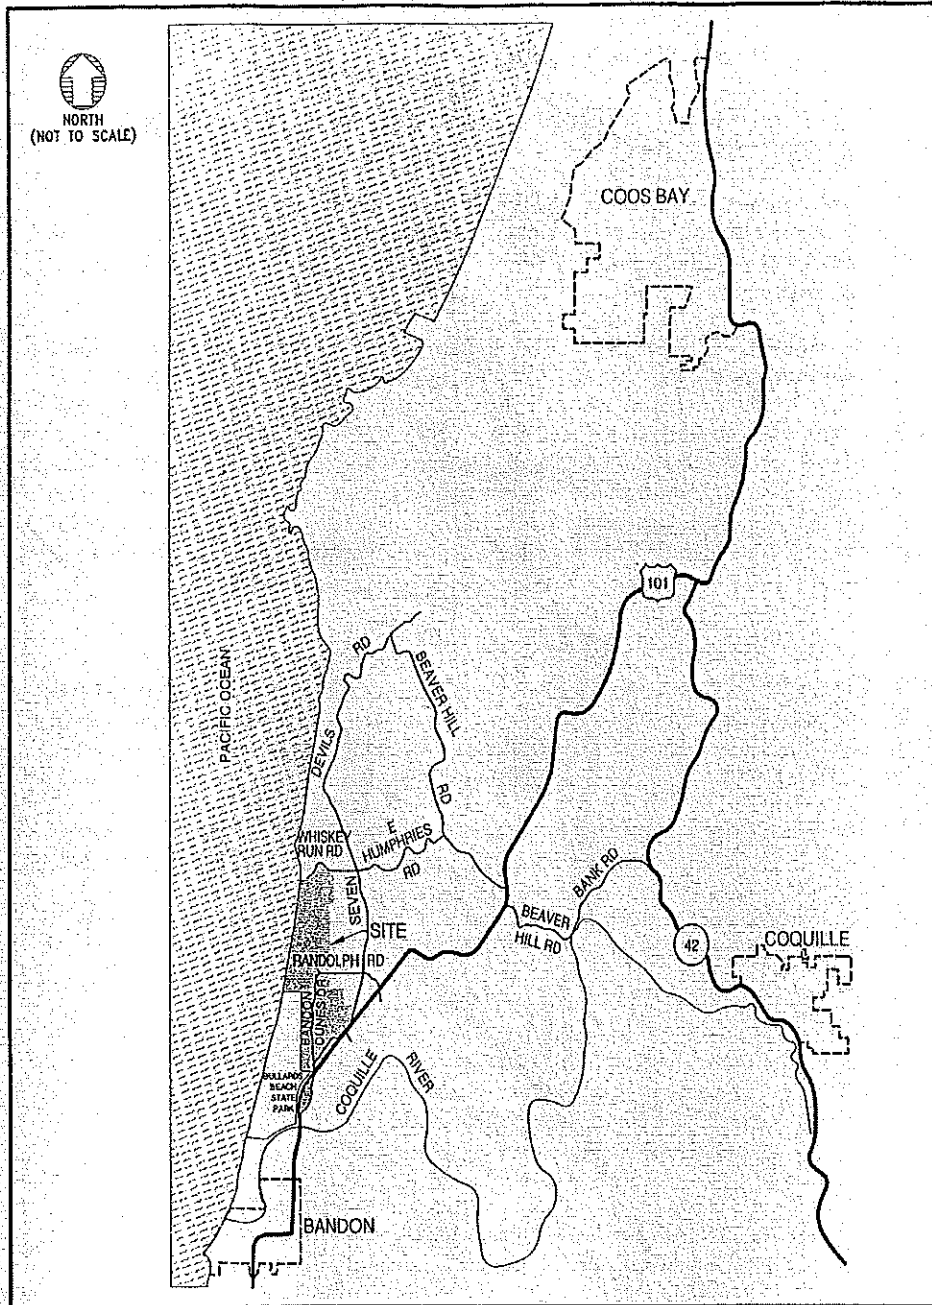 NORTH
(NOT TO SCALE)
COOS BAY
101
PACIFIC OCEAN
RD
BEAVER HILL
RD
DEVILS
WHISKEY
RUN RD
E
HUMPHRIES
RD
SEVEN
SITE
RANDOLPH RD
BANDON
DUNES DR
BEAVER
HILL RD
BANK RD
42
COQUILLE
BULLARDS
BEACH
STATE
PARK
COQUILLE
RIVER
BANDON